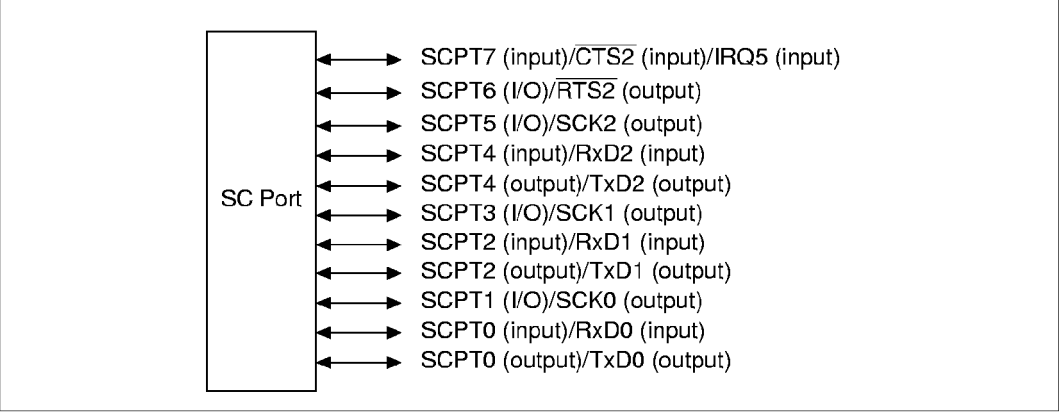 SCPT7 (input)/C̅T̅S̅2̅ (input)/IRQ5 (input)
SCPT6 (I/O)/R̅T̅S̅2̅ (output)
SCPT5 (I/O)/SCK2 (output)
SCPT4 (input)/RxD2 (input)
SC Port
SCPT4 (output)/TxD2 (output)
SCPT3 (I/O)/SCK1 (output)
SCPT2 (input)/RxD1 (input)
SCPT2 (output)/TxD1 (output)
SCPT1 (I/O)/SCK0 (output)
SCPT0 (input)/RxD0 (input)
SCPT0 (output)/TxD0 (output)